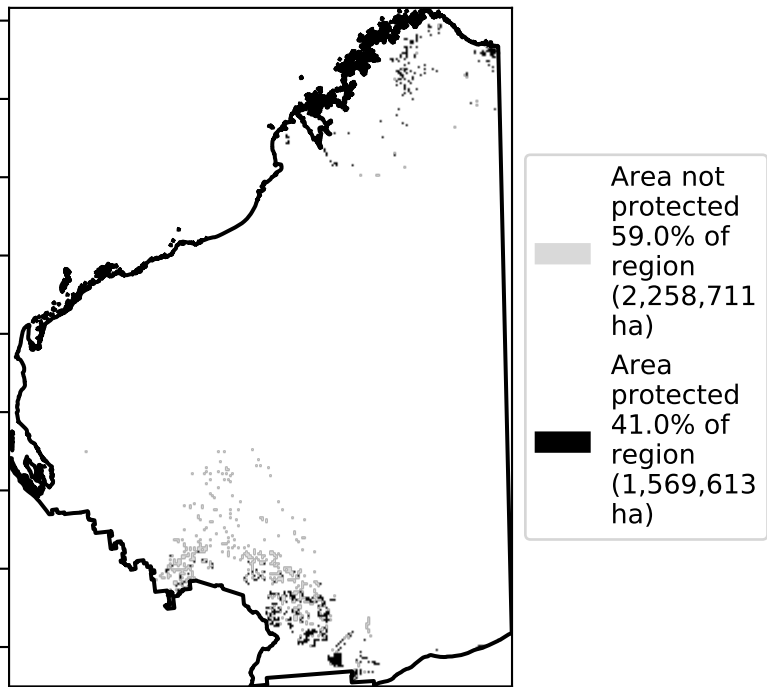 Area not
protected
59.0% of
region
(2,258,711
ha)
Area
protected
41.0% of
region
(1,569,613
ha)